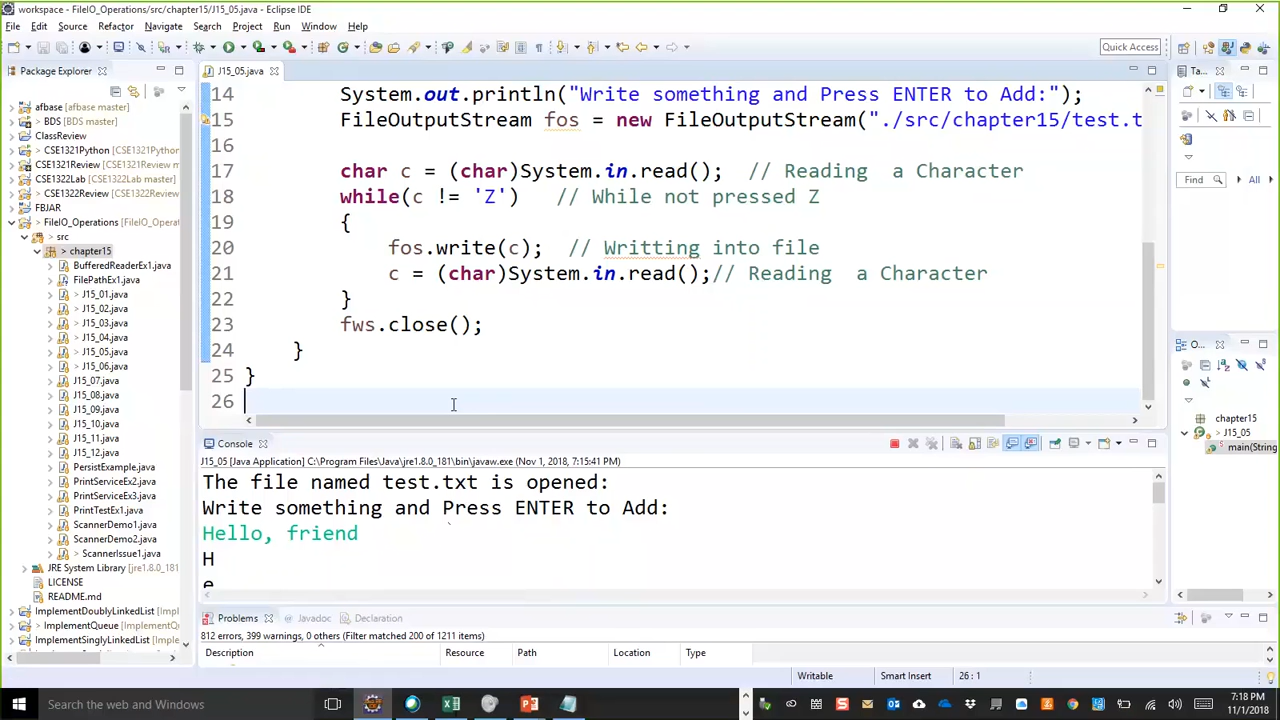 workspace - FileIO_Operations/src/chapter15/J15_05.java - Eclipse IDE
File Edit Source Refactor Navigate Search Project Run Window Help
Quick Access
Package Explorer
J15_05.java
Ta...
afbase [afbase master]
> BDS [BDS master]
ClassReview
> CSE1321Python [
CSE1321Review [
CSE1322Lab [CSE1322Lab master]
> CSE1322Review [
FBJAR
> FileIO_Operations [FileIO_Opera
> src
> chapter15
BufferedReaderEx1.java
FilePathEx1.java
> J15_01.java
> J15_02.java
> J15_03.java
> J15_04.java
> J15_05.java
> J15_06.java
J15_07.java
J15_08.java
J15_09.java
J15_10.java
J15_11.java
J15_12.java
PersistExample.java
PrintServiceEx2.java
PrintServiceEx3.java
PrintTestEx1.java
ScannerDemo1.java
ScannerDemo2.java
ScannerIssue1.java
JRE System Library [jre1.8.0_181]
LICENSE
README.md
ImplementDoublyLinkedList [
> ImplementQueue [
ImplementSinglyLinkedList [
14 System.out.println("Write something and Press ENTER to Add:");
15 FileOutputStream fos = new FileOutputStream("./src/chapter15/test.t
16
17 char c = (char)System.in.read(); // Reading a Character
18 while(c != 'Z') // While not pressed Z
19 {
20 fos.write(c); // Writting into file
21 c = (char)System.in.read();// Reading a Character
22 }
23 fws.close();
24 }
25 }
26
Find
All
O...
chapter15
> J15_05
main(String
Console
J15_05 [Java Application] C:\Program Files\Java\jre1.8.0_181\bin\javaw.exe (Nov 1, 2018, 7:15:41 PM)
The file named test.txt is opened:
Write something and Press ENTER to Add:
Hello, friend
H
e
Problems Javadoc Declaration
812 errors, 399 warnings, 0 others (Filter matched 200 of 1211 items)
Description Resource Path Location Type
Writable Smart Insert 26 : 1
Search the web and Windows
7:18 PM
11/1/2018